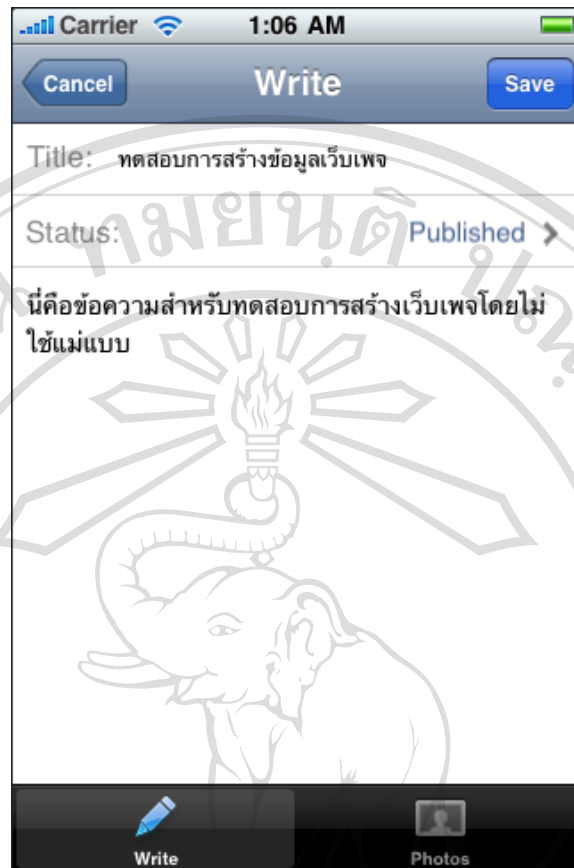 Carrier 1:06 AM
Cancel Write Save
Title: ทดสอบการสร้างข้อมูลเว็บเพจ
Status: Published
นี่คือข้อความสำหรับทดสอบการสร้างเว็บเพจโดยไม่
ใช้แม่แบบ
Write Photos